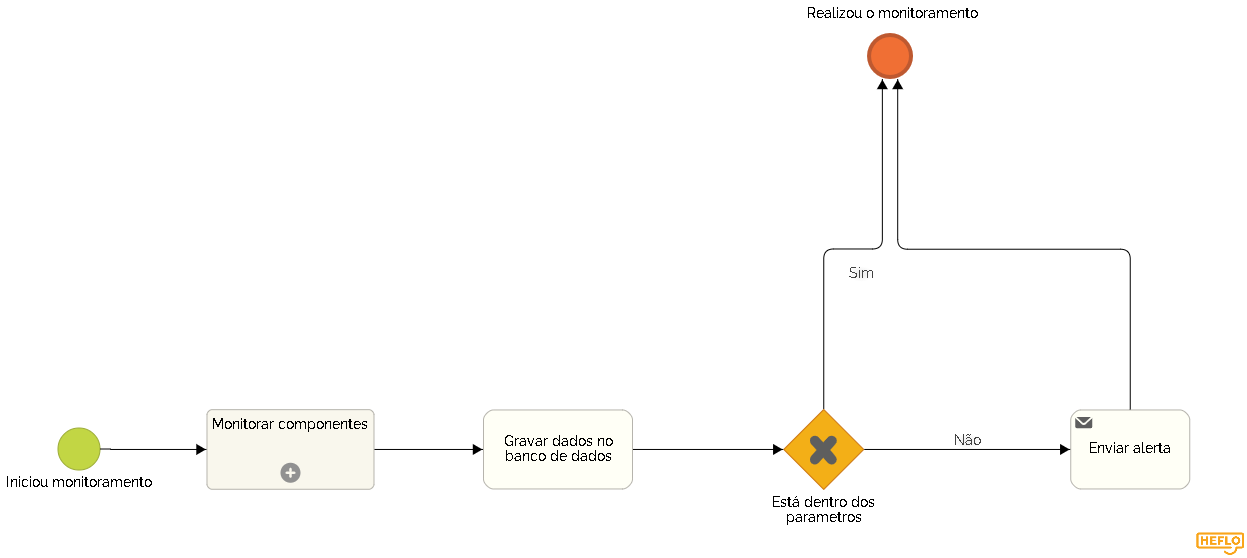 Realizou o monitoramento
Sim
Monitorar componentes
Gravar dados no
banco de dados
Não
Enviar alerta
Iniciou monitoramento
Está dentro dos
parametros
HEFLO